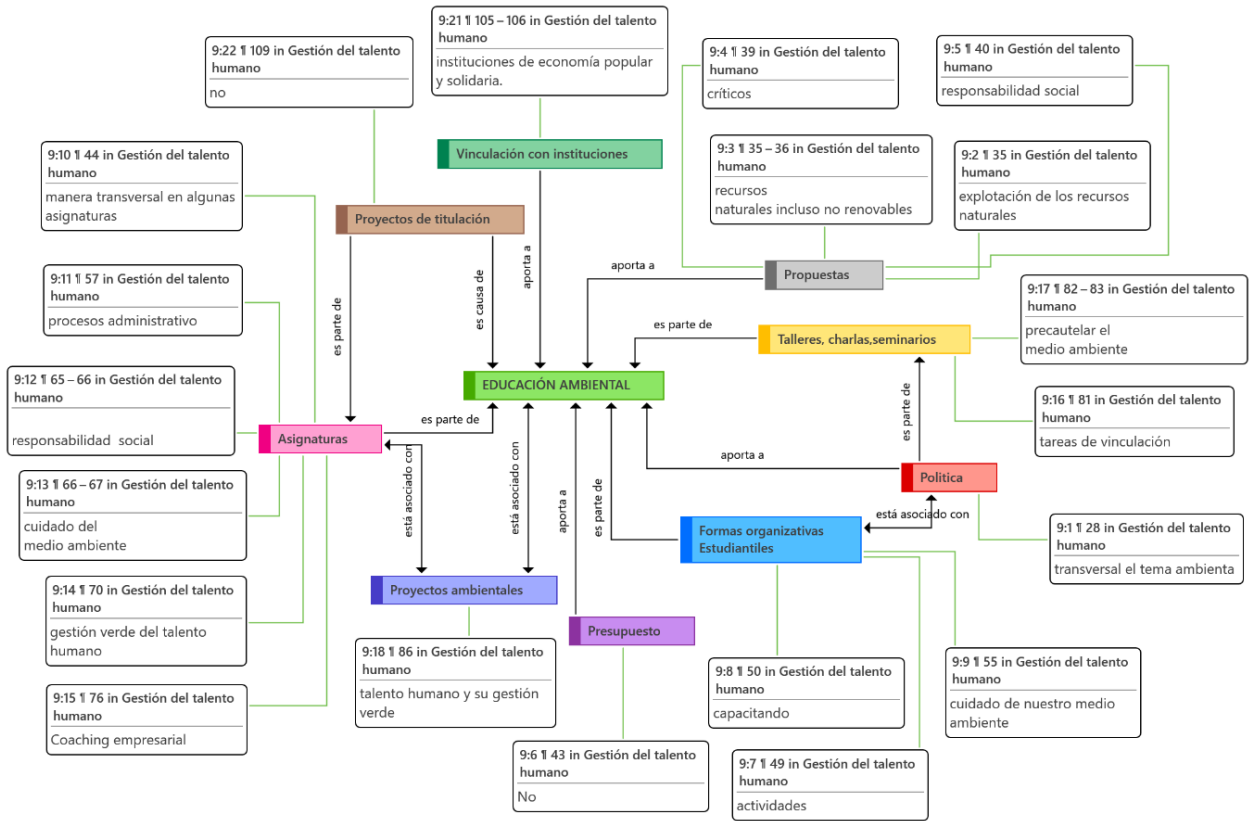 9:21 ¶ 105 – 106 in Gestión del talento
humano
instituciones de economía popular
y solidaria.
9:22 ¶ 109 in Gestión del talento
humano
no
9:4 ¶ 39 in Gestión del talento
humano
críticos
9:5 ¶ 40 in Gestión del talento
humano
responsabilidad social
9:10 ¶ 44 in Gestión del talento
humano
manera transversal en algunas
asignaturas
Vinculación con instituciones
9:3 ¶ 35 – 36 in Gestión del talento
humano
recursos
naturales incluso no renovables
9:2 ¶ 35 in Gestión del talento
humano
explotación de los recursos
naturales
Proyectos de titulación
aporta a
es causa de
es parte de
aporta a
Propuestas
9:11 ¶ 57 in Gestión del talento
humano
procesos administrativo
9:17 ¶ 82 – 83 in Gestión del talento
humano
precautelar el
medio ambiente
es parte de
Talleres, charlas,seminarios
9:12 ¶ 65 – 66 in Gestión del talento
humano
responsabilidad  social
EDUCACIÓN AMBIENTAL
es parte de
9:16 ¶ 81 in Gestión del talento
humano
tareas de vinculación
es parte de
Asignaturas
aporta a
Politica
9:13 ¶ 66 – 67 in Gestión del talento
humano
cuidado del
medio ambiente
está asociado con
está asociado con
aporta a
es parte de
está asociado con
Formas organizativas
Estudiantiles
9:1 ¶ 28 in Gestión del talento
humano
transversal el tema ambienta
9:14 ¶ 70 in Gestión del talento
humano
gestión verde del talento
humano
Proyectos ambientales
Presupuesto
9:18 ¶ 86 in Gestión del talento
humano
talento humano y su gestión
verde
9:8 ¶ 50 in Gestión del talento
humano
capacitando
9:9 ¶ 55 in Gestión del talento
humano
cuidado de nuestro medio
ambiente
9:15 ¶ 76 in Gestión del talento
humano
Coaching empresarial
9:6 ¶ 43 in Gestión del talento
humano
No
9:7 ¶ 49 in Gestión del talento
humano
actividades